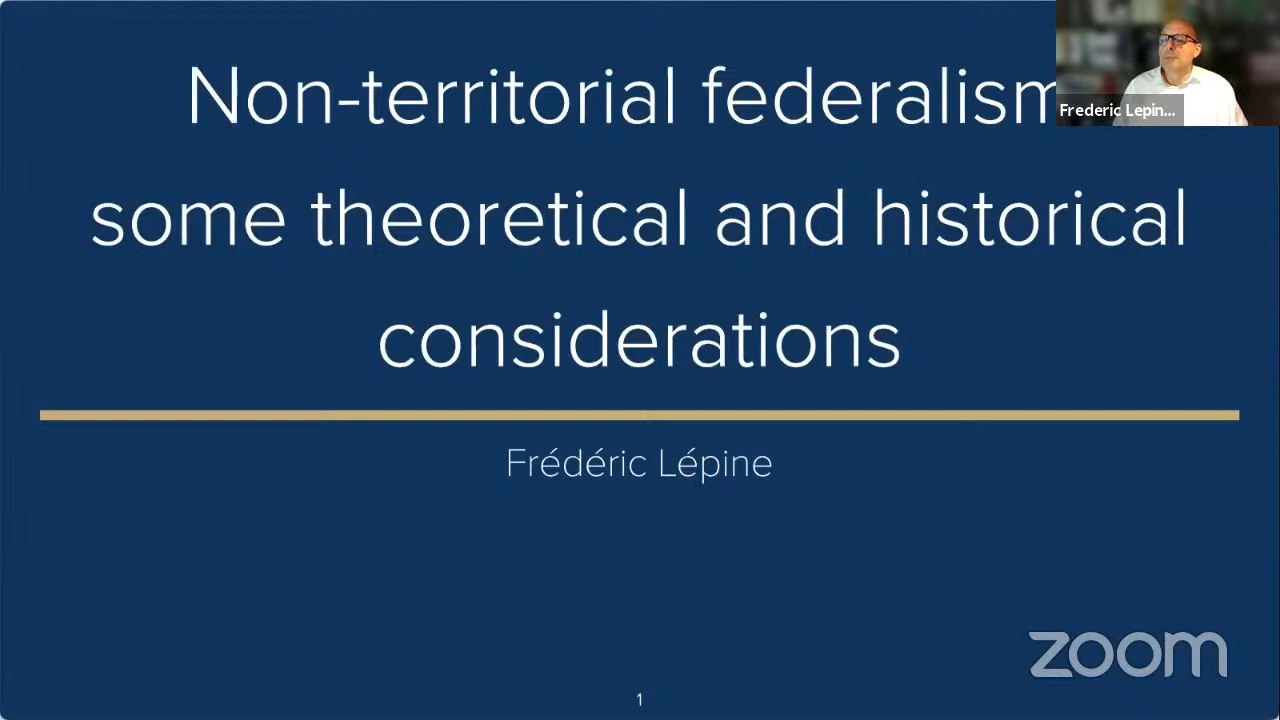 Non-territorial federalism
some theoretical and historical
considerations
Frédéric Lépine
Frederic Lepin...
zoom
1